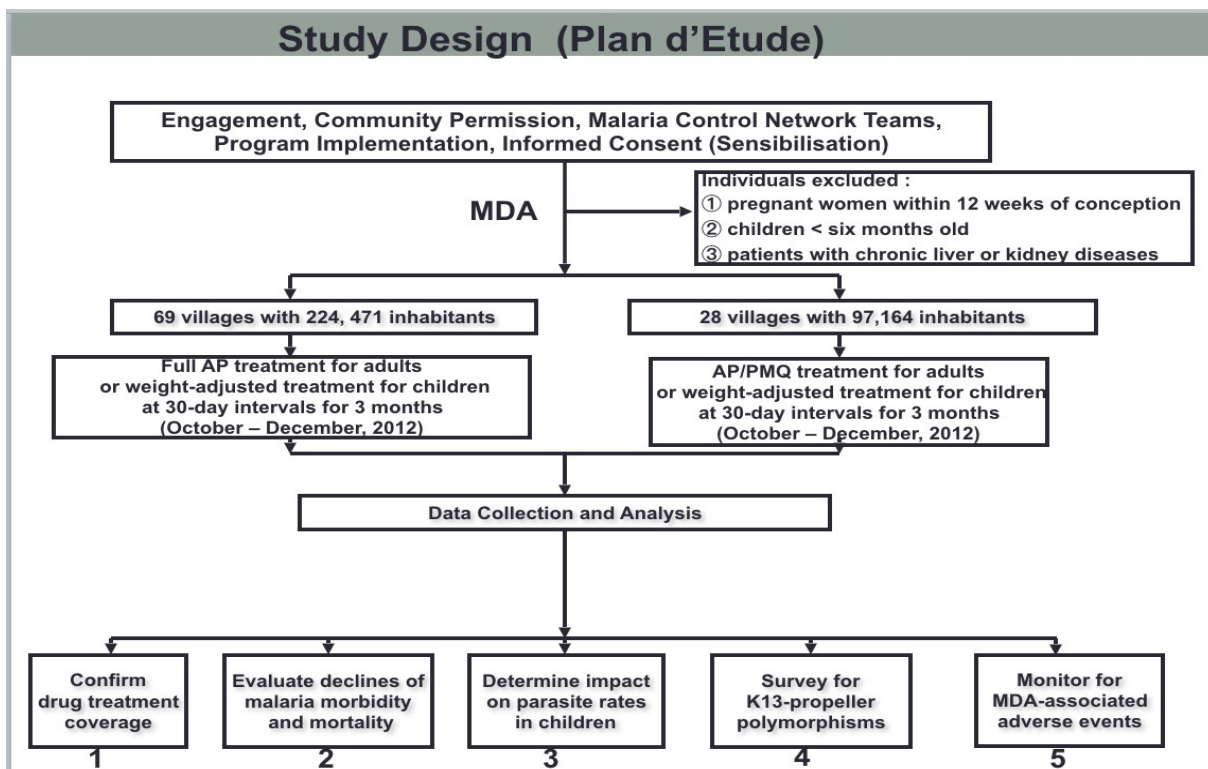 Study Design (Plan d'Etude)
Engagement, Community Permission, Malaria Control Network Teams,
Program Implementation, Informed Consent (Sensibilisation)
MDA
Individuals excluded :
① pregnant women within 12 weeks of conception
② children < six months old
③ patients with chronic liver or kidney diseases
69 villages with 224, 471 inhabitants
28 villages with 97,164 inhabitants
Full AP treatment for adults
or weight-adjusted treatment for children
at 30-day intervals for 3 months
(October – December, 2012)
AP/PMQ treatment for adults
or weight-adjusted treatment for children
at 30-day intervals for 3 months
(October – December, 2012)
Data Collection and Analysis
Confirm
drug treatment
coverage
1
Evaluate declines of
malaria morbidity
and mortality
2
Determine impact
on parasite rates
in children
3
Survey for
K13-propeller
polymorphisms
4
Monitor for
MDA-associated
adverse events
5